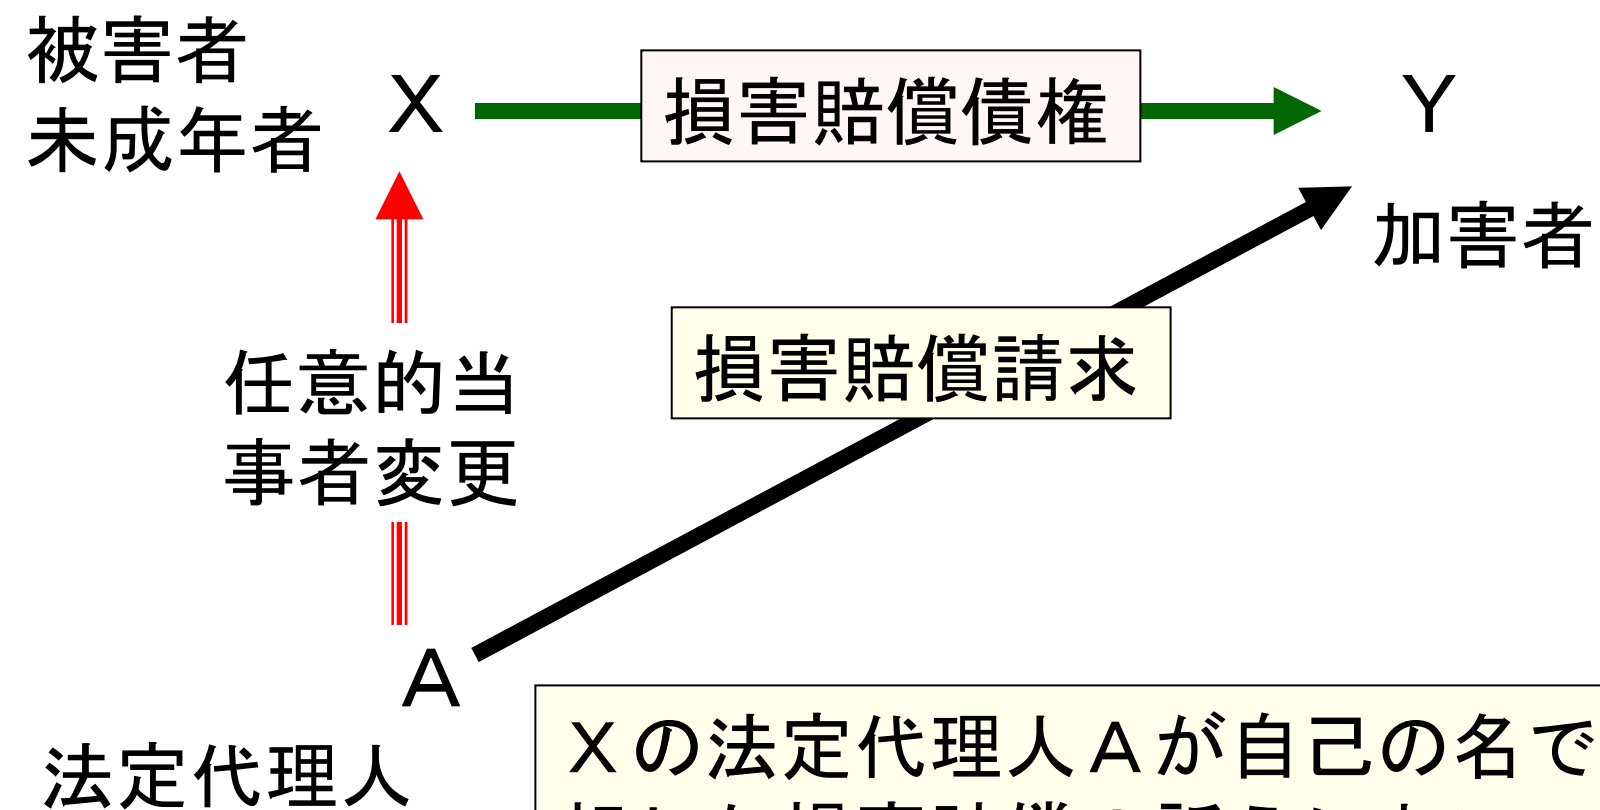 被害者
未成年者
X
損害賠償債権
Y
加害者
損害賠償請求
任意的当
事者変更
A
法定代理人
Xの法定代理人Aが自己の名で